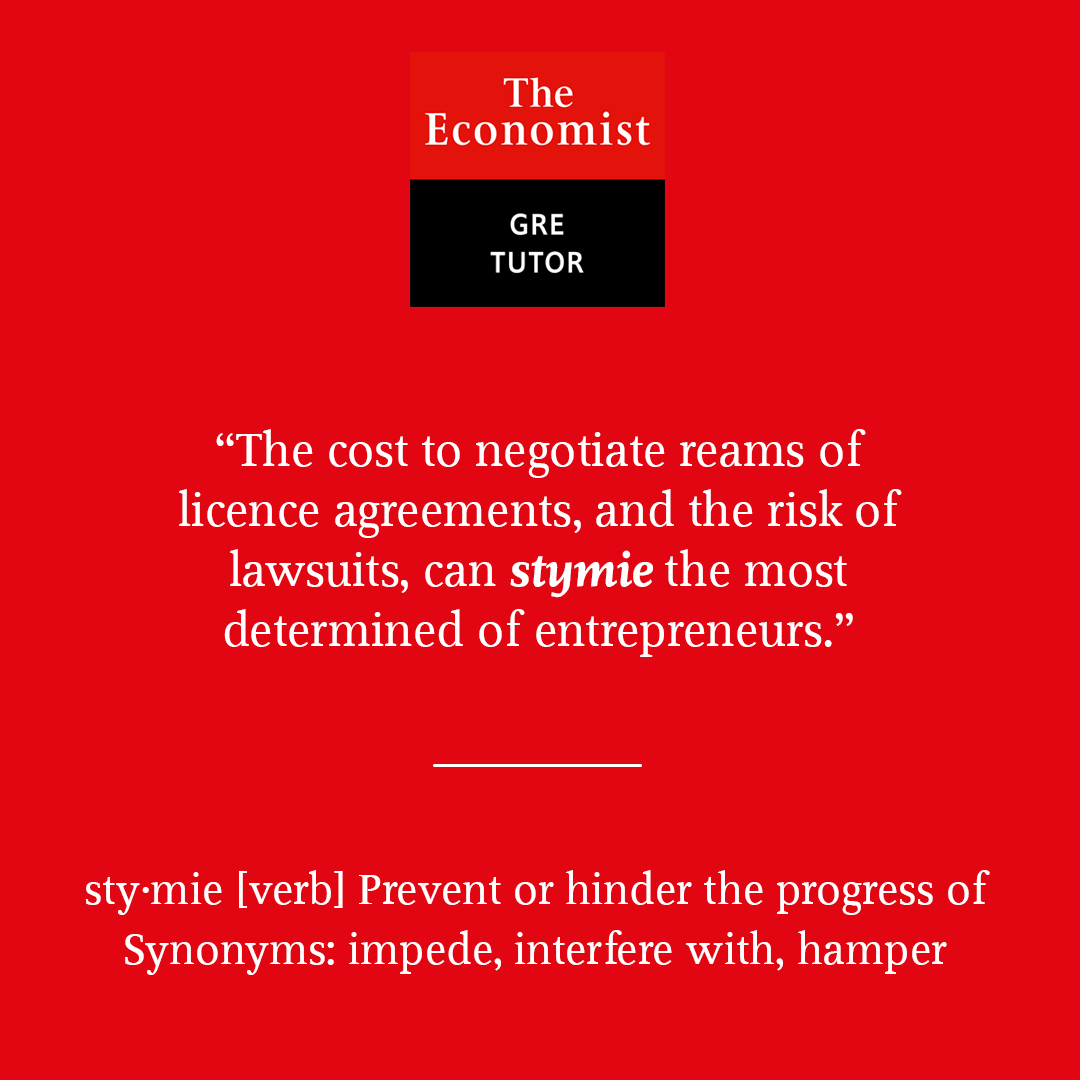 The
Economist
GRE
TUTOR
“The cost to negotiate reams of
licence agreements, and the risk of
lawsuits, can stymie the most
determined of entrepreneurs.”
sty·mie [verb] Prevent or hinder the progress of
Synonyms: impede, interfere with, hamper